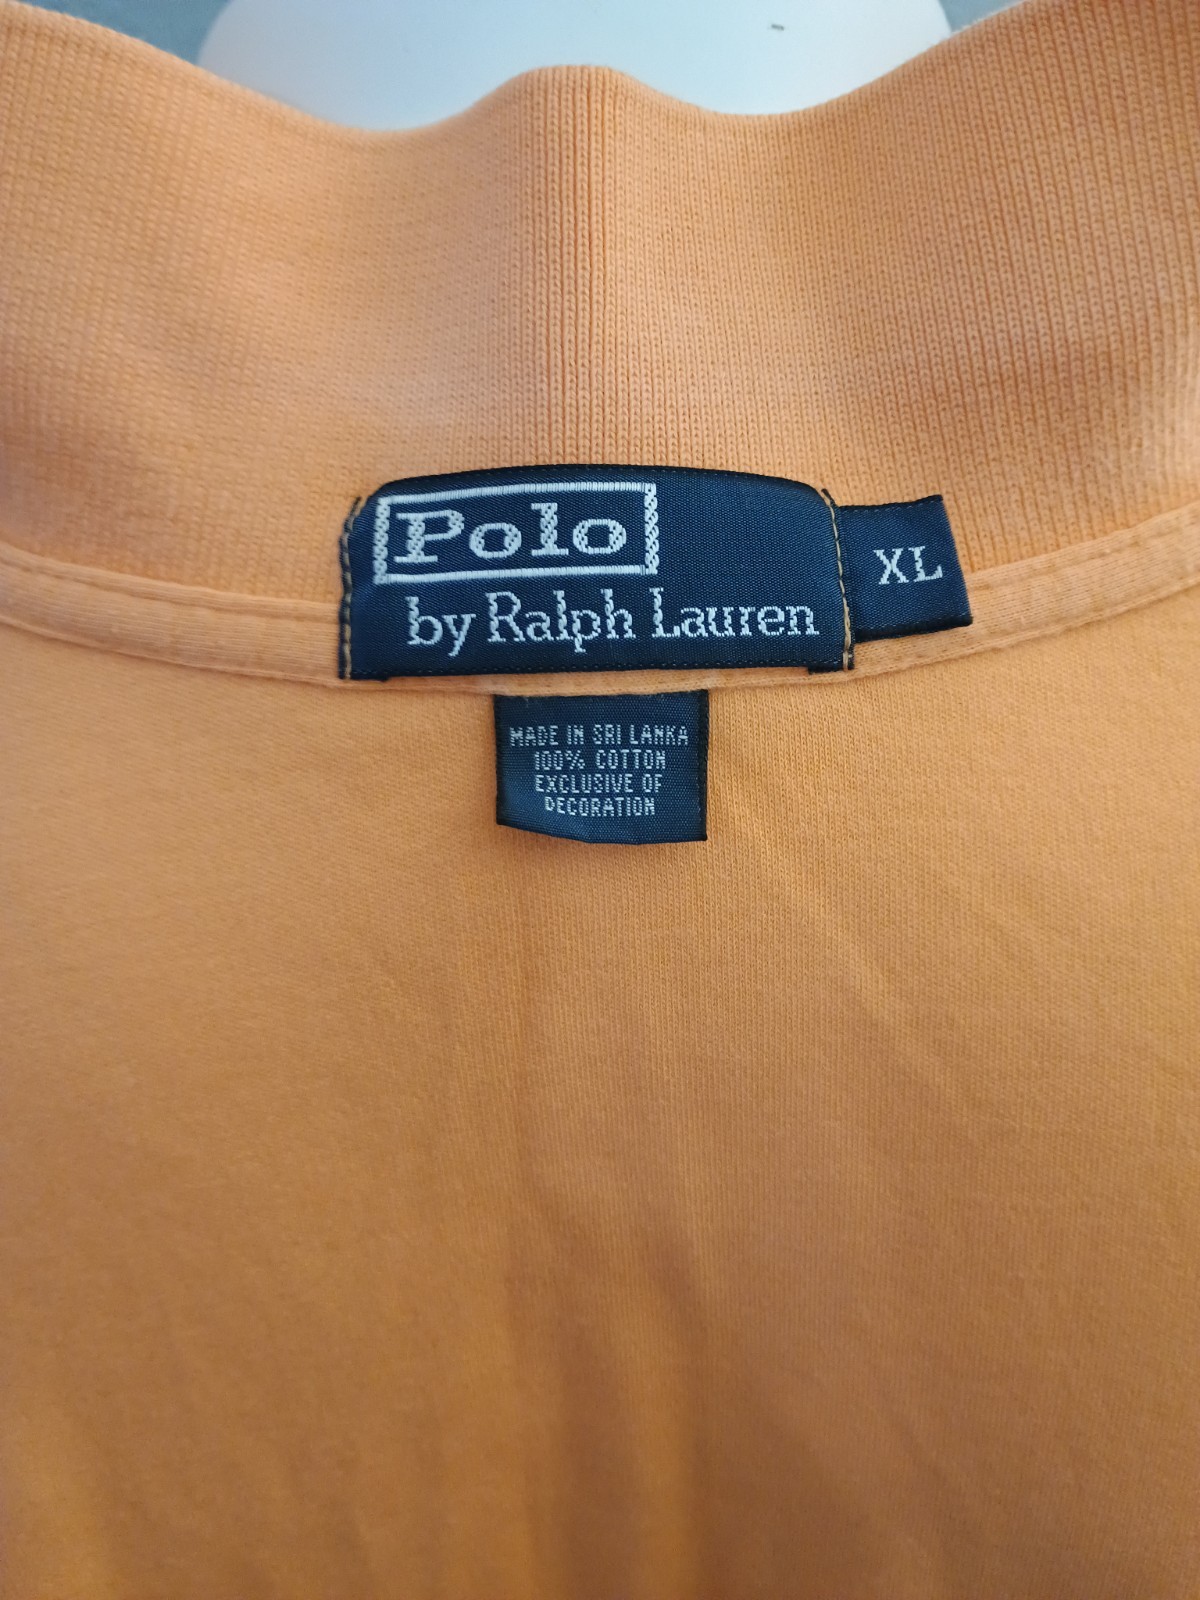 Polo
by Ralph Lauren
XL
MADE IN SRI LANKA
100% COTTON
EXCLUSIVE OF
DECORATION